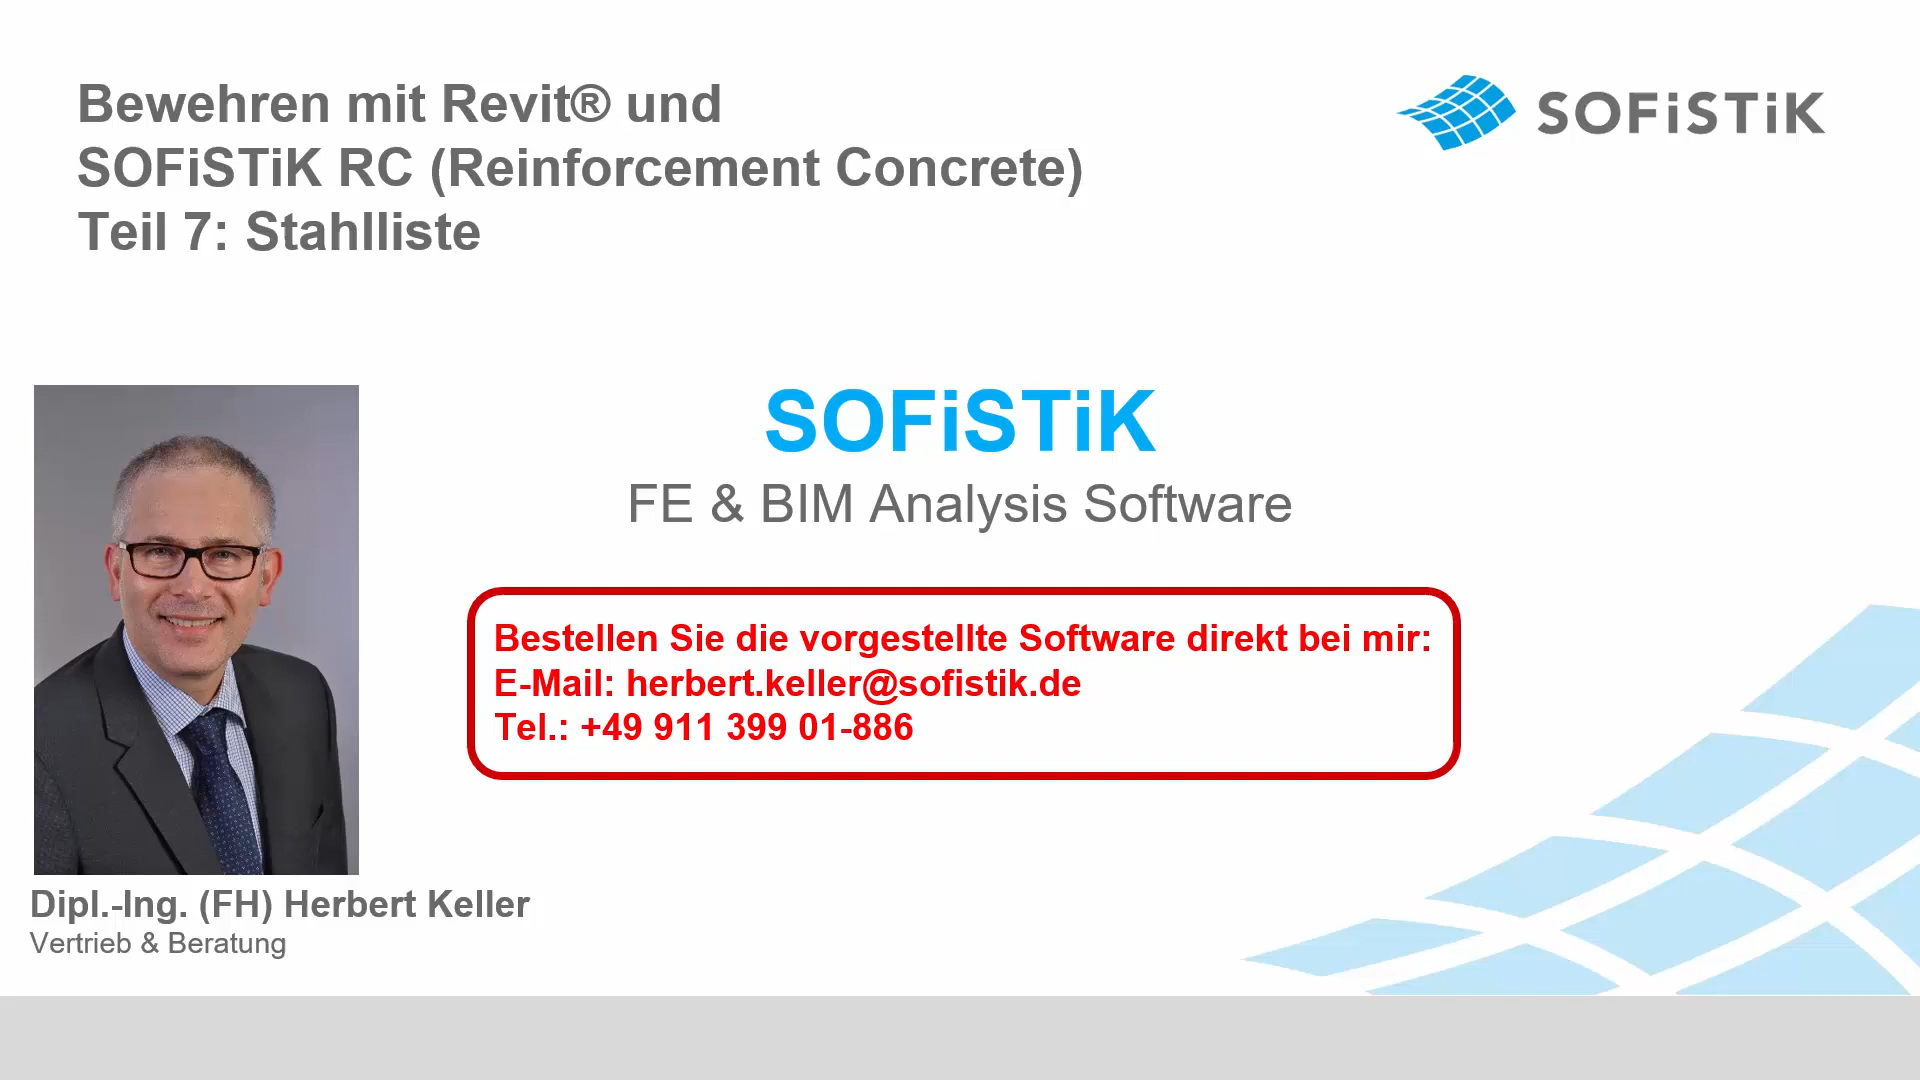 Bewehren mit Revit® und
SOFiSTiK RC (Reinforcement Concrete)
Teil 7: Stahlliste
SOFiSTiK
SOFiSTiK
FE & BIM Analysis Software
Bestellen Sie die vorgestellte Software direkt bei mir:
E-Mail: herbert.keller@sofistik.de
Tel.: +49 911 399 01-886
Dipl.-Ing. (FH) Herbert Keller
Vertrieb & Beratung